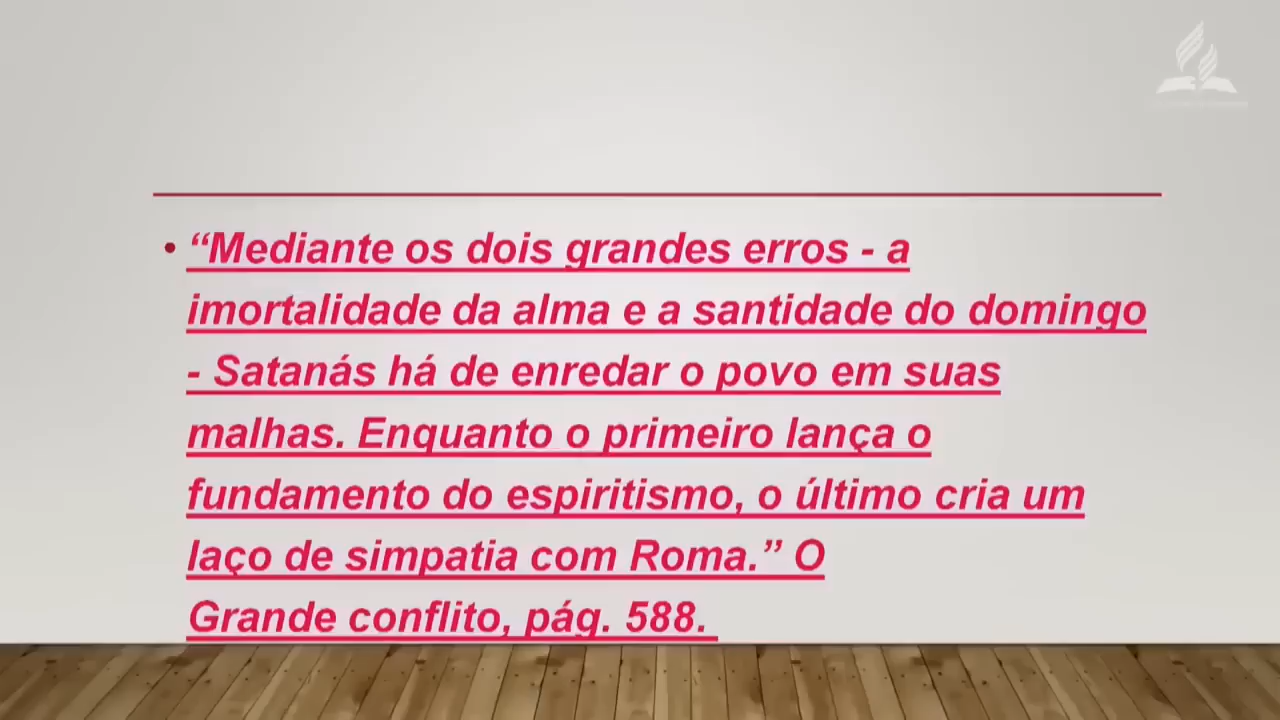 • “Mediante os dois grandes erros - a
imortalidade da alma e a santidade do domingo
- Satanás há de enredar o povo em suas
malhas. Enquanto o primeiro lança o
fundamento do espiritismo, o último cria um
laço de simpatia com Roma.” O
Grande conflito, pág. 588.